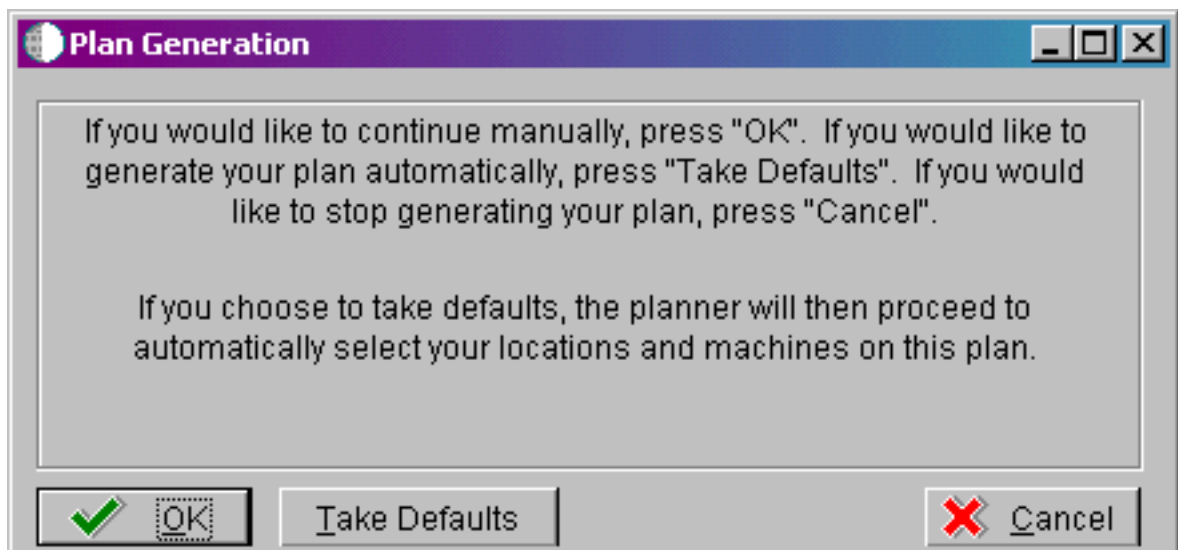 Plan Generation
If you would like to continue manually, press "OK". If you would like to
generate your plan automatically, press "Take Defaults". If you would
like to stop generating your plan, press "Cancel".
If you choose to take defaults, the planner will then proceed to
automatically select your locations and machines on this plan.
OK Take Defaults Cancel